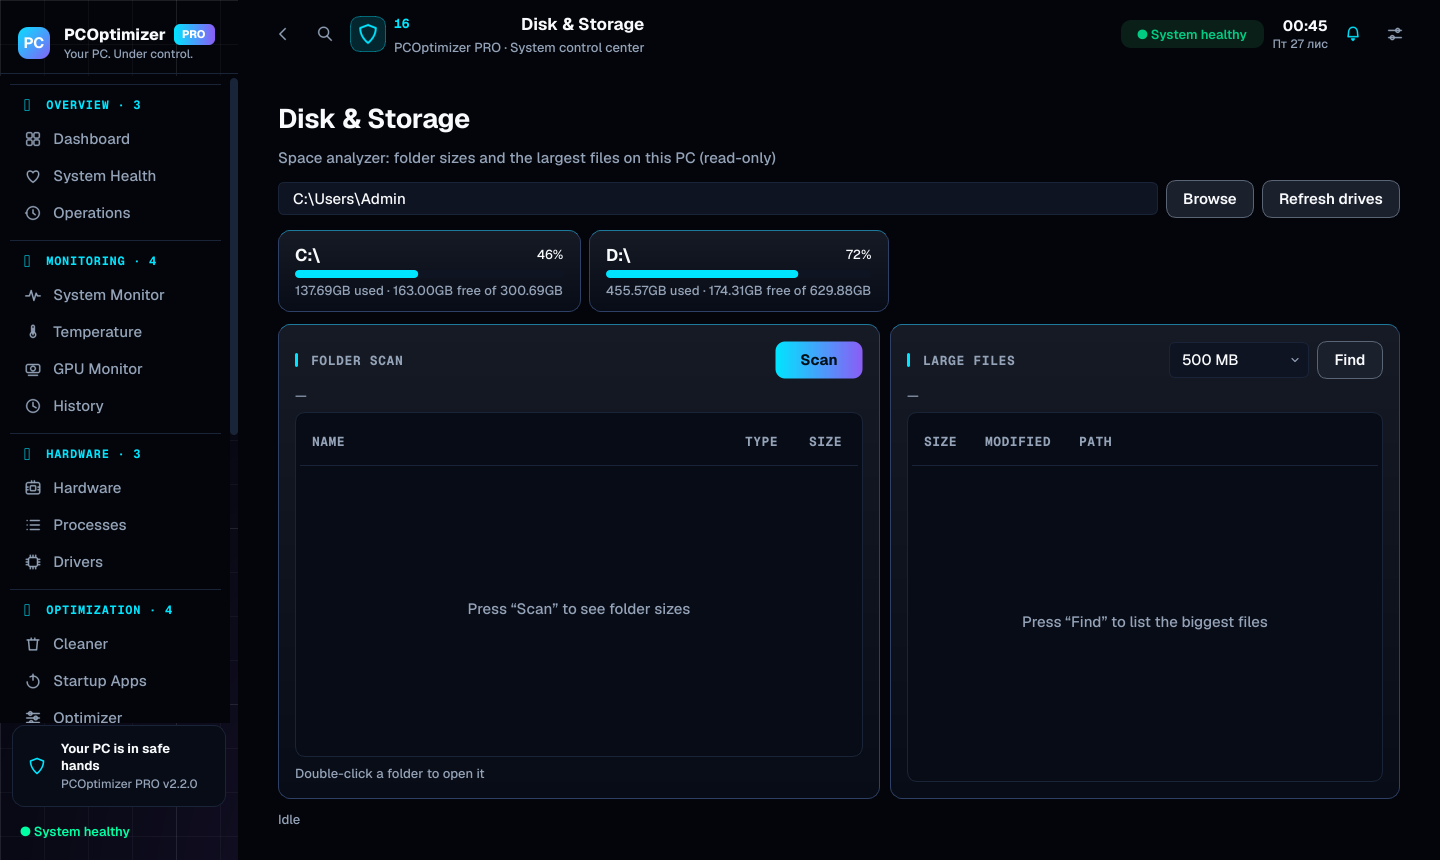 PC
PCOptimizer PRO
Your PC. Under control.
OVERVIEW · 3
Dashboard
System Health
Operations
MONITORING · 4
System Monitor
Temperature
GPU Monitor
History
HARDWARE · 3
Hardware
Processes
Drivers
OPTIMIZATION · 4
Cleaner
Startup Apps
Optimizer
Your PC is in safe
hands
PCOptimizer PRO v2.2.0
System healthy
16
Disk & Storage
PCOptimizer PRO · System control center
System healthy
00:45
Пт 27 лис
Disk & Storage
Space analyzer: folder sizes and the largest files on this PC (read-only)
C:\Users\Admin
Browse
Refresh drives
C:\ 46%
137.69GB used · 163.00GB free of 300.69GB
D:\ 72%
455.57GB used · 174.31GB free of 629.88GB
FOLDER SCAN
Scan
—
NAME TYPE SIZE
Press “Scan” to see folder sizes
Double-click a folder to open it
LARGE FILES
500 MB
Find
—
SIZE MODIFIED PATH
Press “Find” to list the biggest files
Idle